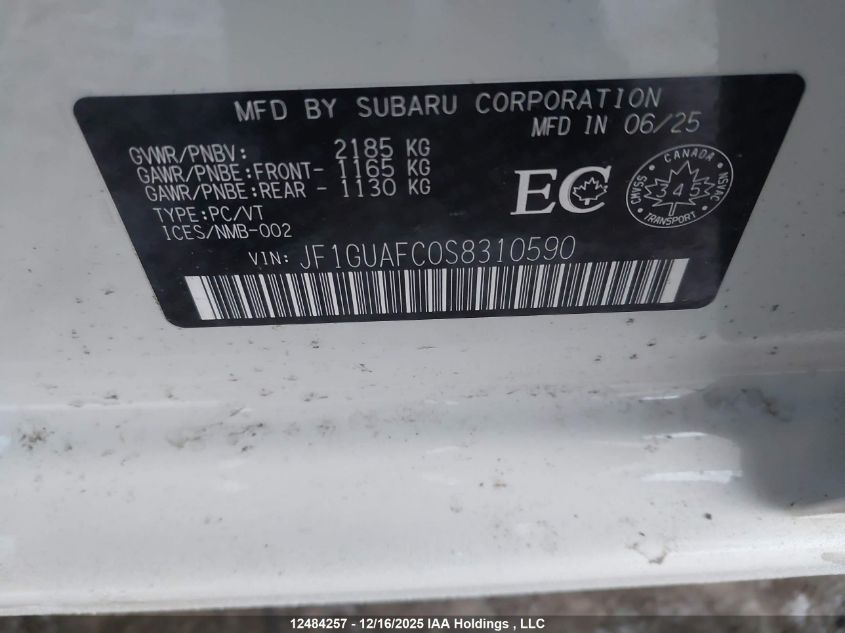 MFD BY SUBARU CORPORATION
MFD IN 06/25
GVWR/PNBV: 2185 KG
GAWR/PNBE:FRONT- 1165 KG
GAWR/PNBE:REAR - 1130 KG
TYPE:PC/VT
ICES/NMB-002
EC
CANADA
CMVSS NSVAC
345
TRANSPORT
VIN: JF1GUAFC0S8310590
12484257 - 12/16/2025 IAA Holdings , LLC